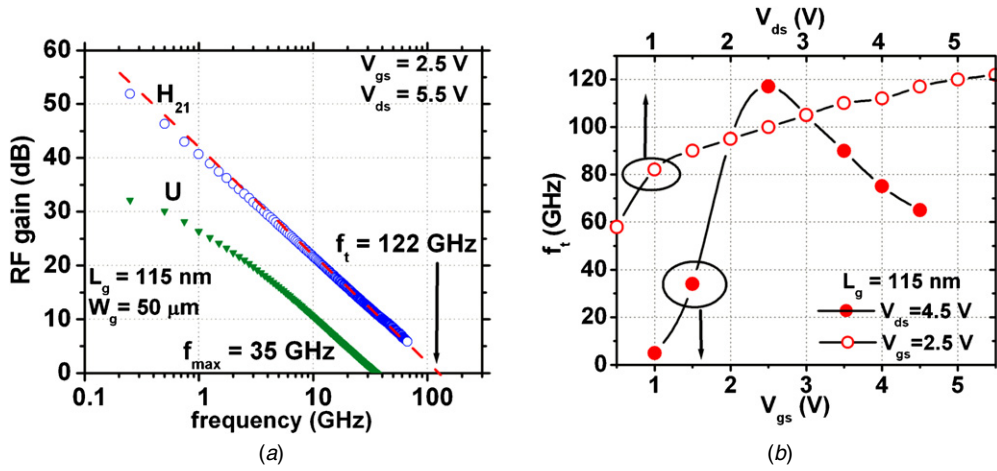 60
50
40
30
20
10
0
RF gain (dB)
H21
U
Vgs = 2.5 V
Vds = 5.5 V
ft = 122 GHz
Lg = 115 nm
Wg = 50 μm
fmax = 35 GHz
0.1 1 10 100
frequency (GHz)
(a)
Vds (V)
1 2 3 4 5
120
100
80
60
40
20
0
ft (GHz)
Lg = 115 nm
Vds=4.5 V
Vgs=2.5 V
1 2 3 4 5
Vgs (V)
(b)